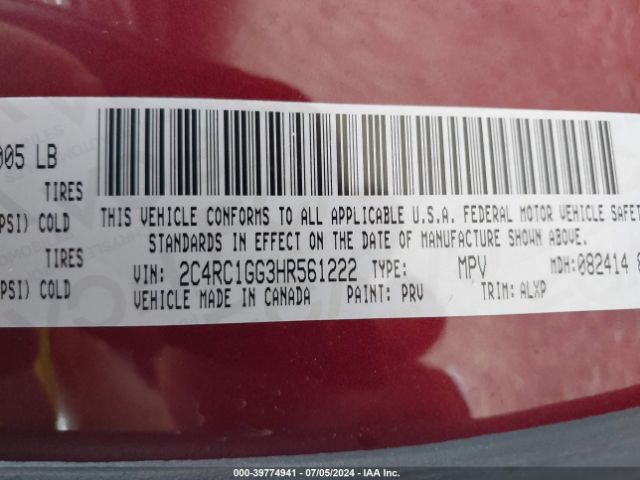 005 LB
TIRES
PSI) COLD
TIRES
PSI) COLD
THIS VEHICLE CONFORMS TO ALL APPLICABLE U.S.A. FEDERAL MOTOR VEHICLE SAFET
STANDARDS IN EFFECT ON THE DATE OF MANUFACTURE SHOWN ABOVE.
VIN: 2C4RC1GG3HR561222 TYPE: MPV MDH:082414
VEHICLE MADE IN CANADA PAINT: PRV TRIM: ALXP
000-39774941 / 07/05/2024 - IAA Inc.